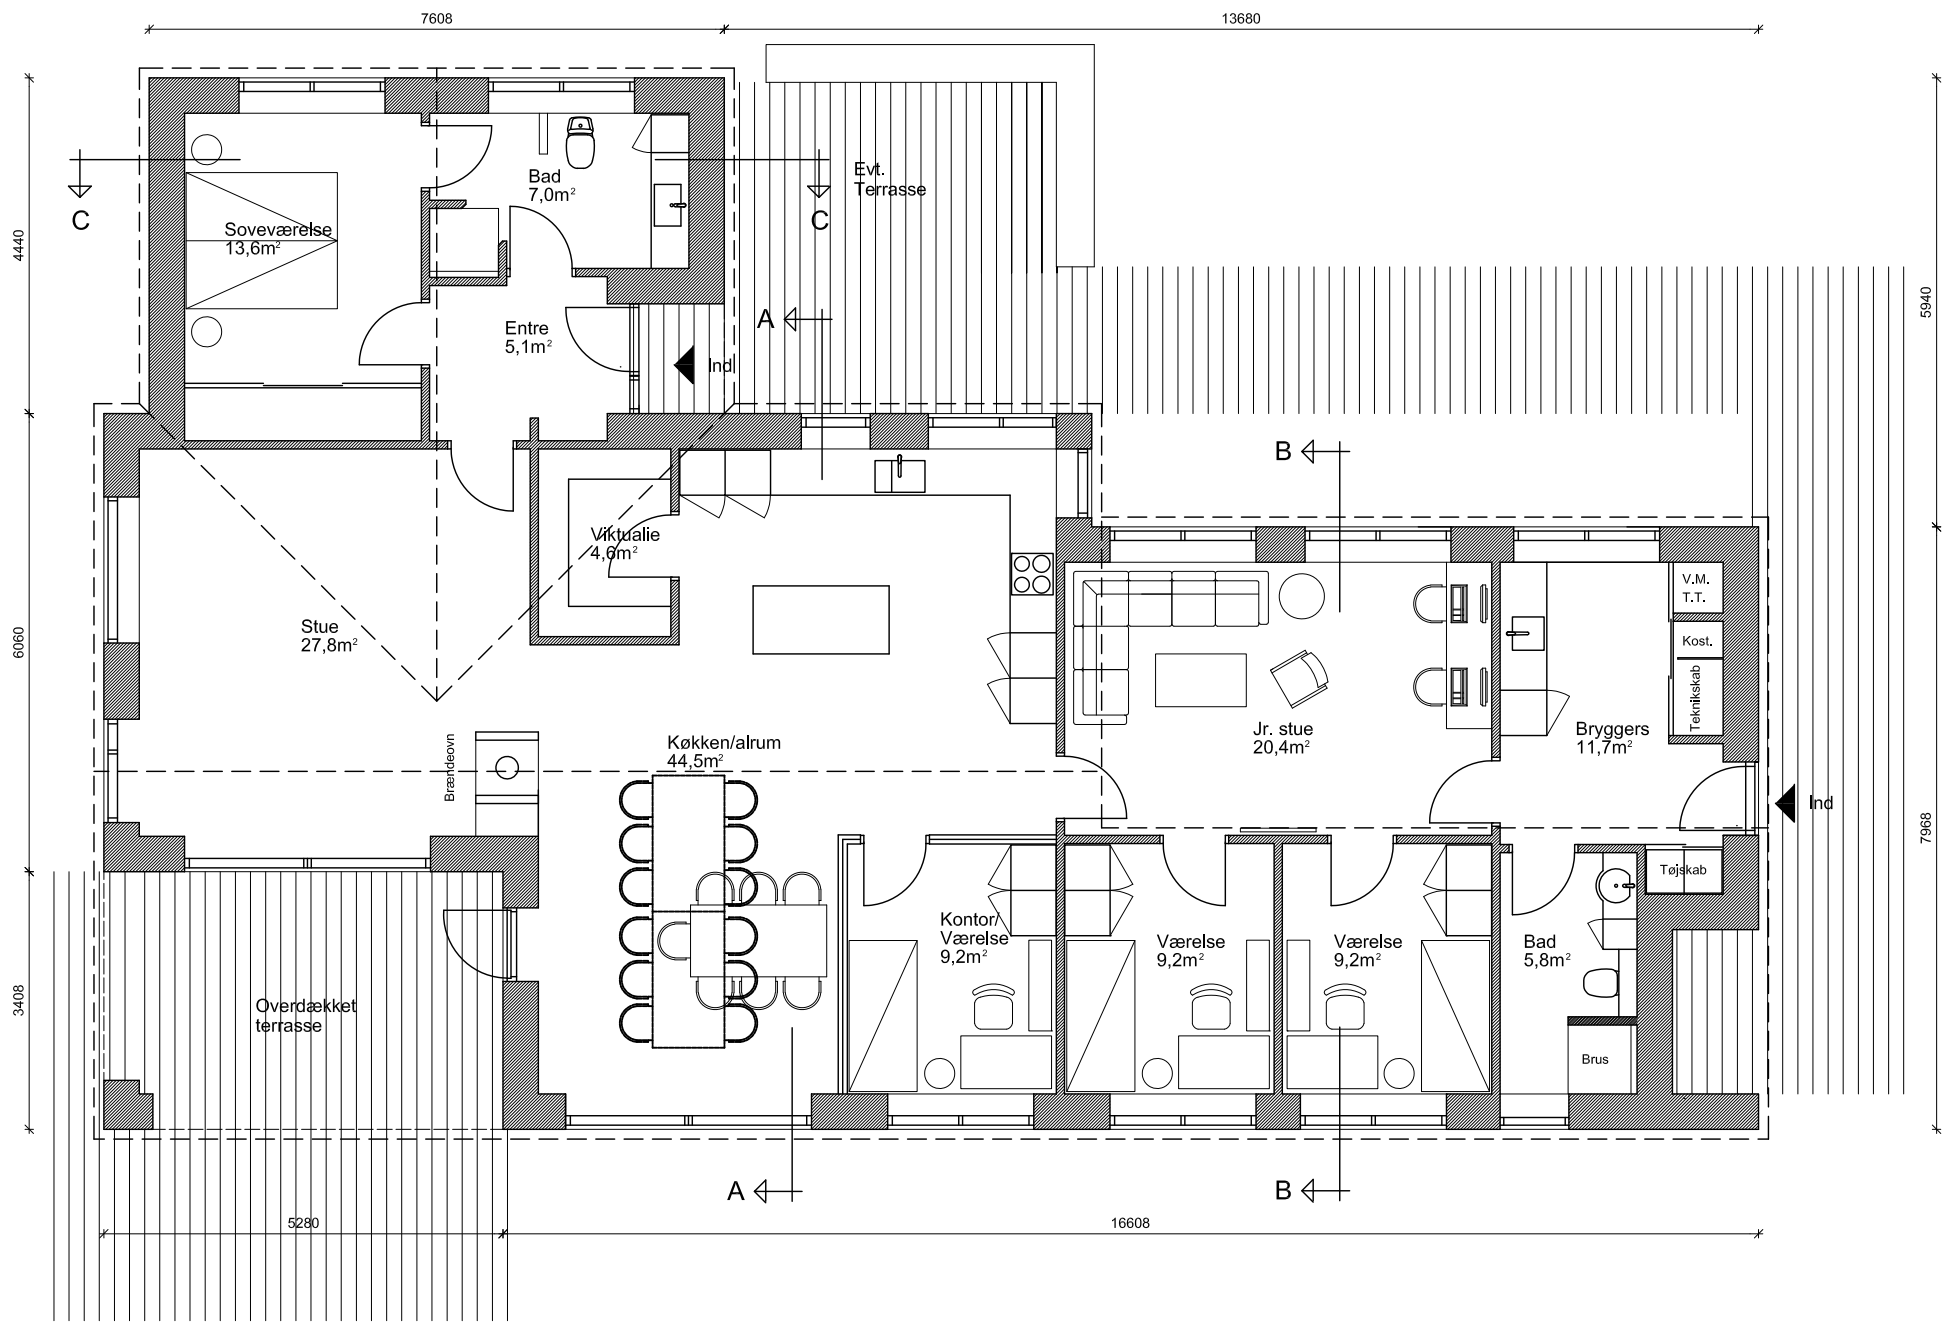 7608
13680
Bad
7,0m²
Evt.
Terrasse
C
C
Soveværelse
13,6m²
4440
5940
A
Entre
5,1m²
Ind
B
Viktualie
4,6m²
V.M.
T.T.
Kost.
Teknikskab
Stue
27,8m²
6060
Køkken/alrum
44,5m²
Brændeovn
Jr. stue
20,4m²
Bryggers
11,7m²
Ind
7968
Tøjskab
Kontor/
Værelse
9,2m²
Værelse
9,2m²
Værelse
9,2m²
Bad
5,8m²
Overdækket
terrasse
3408
Brus
A
B
5280
16608